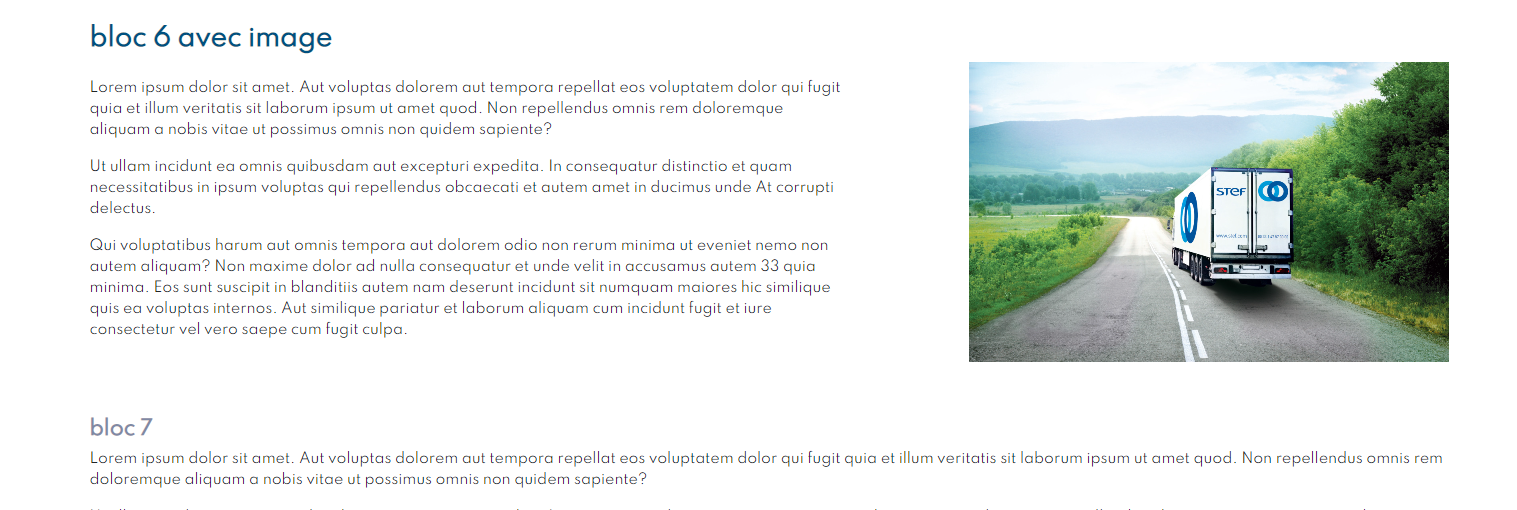 bloc 6 avec image
Lorem ipsum dolor sit amet. Aut voluptas dolorem aut tempora repellat eos voluptatem dolor qui fugit
quia et illum veritatis sit laborum ipsum ut amet quod. Non repellendus omnis rem doloremque
aliquam a nobis vitae ut possimus omnis non quidem sapiente?
Ut ullam incidunt ea omnis quibusdam aut excepturi expedita. In consequatur distinctio et quam
necessitatibus in ipsum voluptas qui repellendus obcaecati et autem amet in ducimus unde At corrupti
delectus.
Qui voluptatibus harum aut omnis tempora aut dolorem odio non rerum minima ut eveniet nemo non
autem aliquam? Non maxime dolor ad nulla consequatur et unde velit in accusamus autem 33 quia
minima. Eos sunt suscipit in blanditiis autem nam deserunt incidunt sit numquam maiores hic similique
quis ea voluptas internos. Aut similique pariatur et laborum aliquam cum incidunt fugit et iure
consectetur vel vero saepe cum fugit culpa.
STEF
www.stef.com
bloc 7
Lorem ipsum dolor sit amet. Aut voluptas dolorem aut tempora repellat eos voluptatem dolor qui fugit quia et illum veritatis sit laborum ipsum ut amet quod. Non repellendus omnis rem
doloremque aliquam a nobis vitae ut possimus omnis non quidem sapiente?